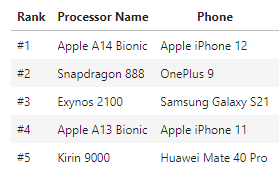 Rank Processor Name Phone
#1 Apple A14 Bionic Apple iPhone 12
#2 Snapdragon 888 OnePlus 9
#3 Exynos 2100 Samsung Galaxy S21
#4 Apple A13 Bionic Apple iPhone 11
#5 Kirin 9000 Huawei Mate 40 Pro